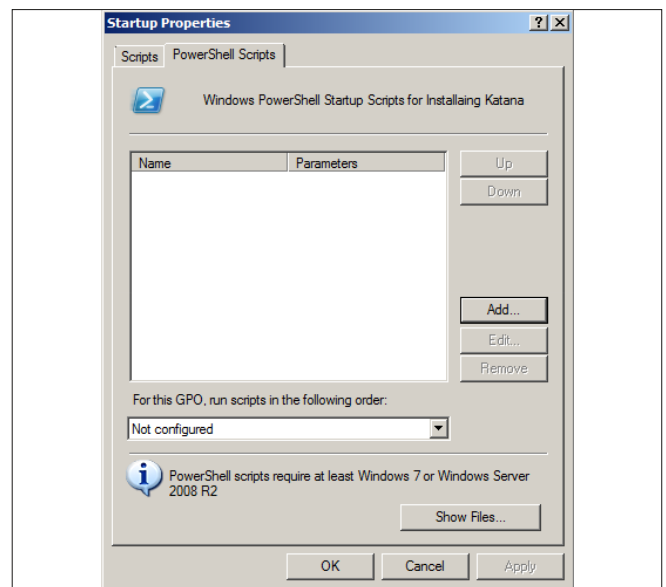 Startup Properties
Scripts
PowerShell Scripts
Windows PowerShell Startup Scripts for Installaing Katana
Name Parameters
Up
Down
Add...
Edit...
Remove
For this GPO, run scripts in the following order:
Not configured
PowerShell scripts require at least Windows 7 or Windows Server
2008 R2
Show Files...
OK Cancel Apply